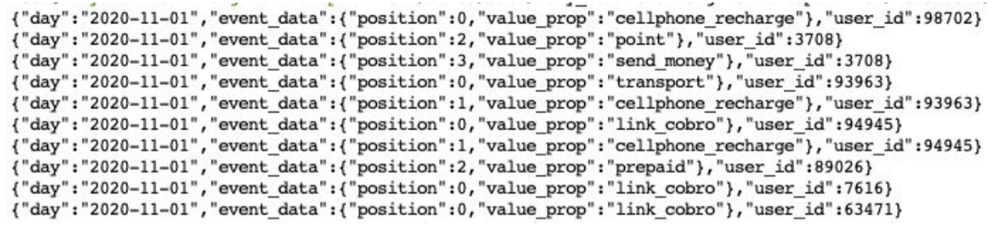 {"day":"2020-11-01","event_data":{"position":0,"value_prop":"cellphone_recharge"},"user_id":98702}
{"day":"2020-11-01","event_data":{"position":2,"value_prop":"point"},"user_id":3708}
{"day":"2020-11-01","event_data":{"position":3,"value_prop":"send_money"},"user_id":3708}
{"day":"2020-11-01","event_data":{"position":0,"value_prop":"transport"},"user_id":93963}
{"day":"2020-11-01","event_data":{"position":1,"value_prop":"cellphone_recharge"},"user_id":93963}
{"day":"2020-11-01","event_data":{"position":0,"value_prop":"link_cobro"},"user_id":94945}
{"day":"2020-11-01","event_data":{"position":1,"value_prop":"cellphone_recharge"},"user_id":94945}
{"day":"2020-11-01","event_data":{"position":2,"value_prop":"prepaid"},"user_id":89026}
{"day":"2020-11-01","event_data":{"position":0,"value_prop":"link_cobro"},"user_id":7616}
{"day":"2020-11-01","event_data":{"position":0,"value_prop":"link_cobro"},"user_id":63471}